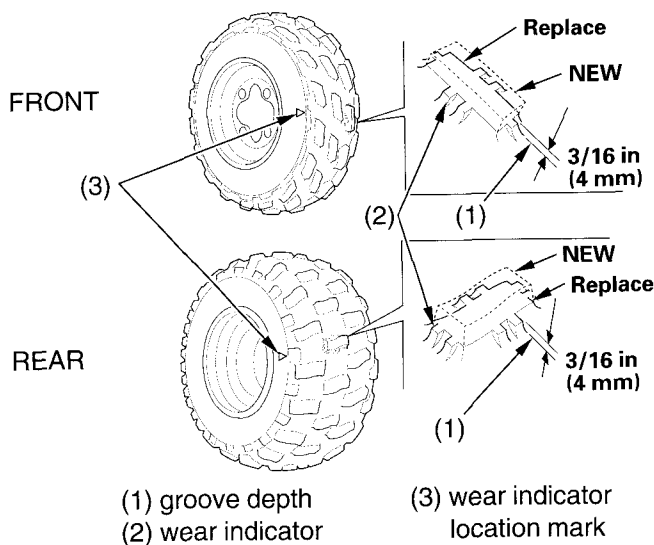 FRONT
Replace
NEW
3/16 in
(4 mm)
(3)
(2)
(1)
REAR
NEW
Replace
3/16 in
(4 mm)
(1)
(1) groove depth
(2) wear indicator
(3) wear indicator
location mark